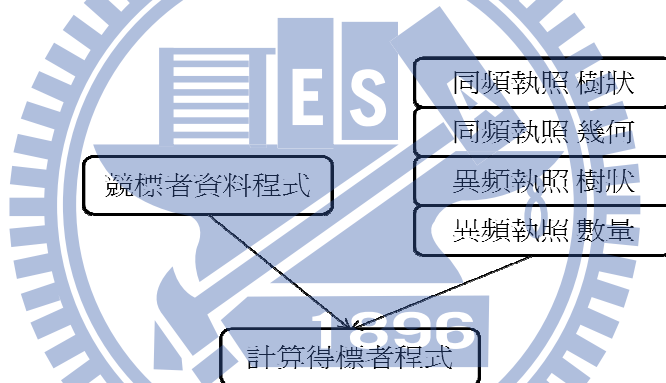 ES
同頻執照 樹狀
同頻執照 幾何
競標者資料程式
異頻執照 樹狀
異頻執照 數量
1896
計算得標者程式